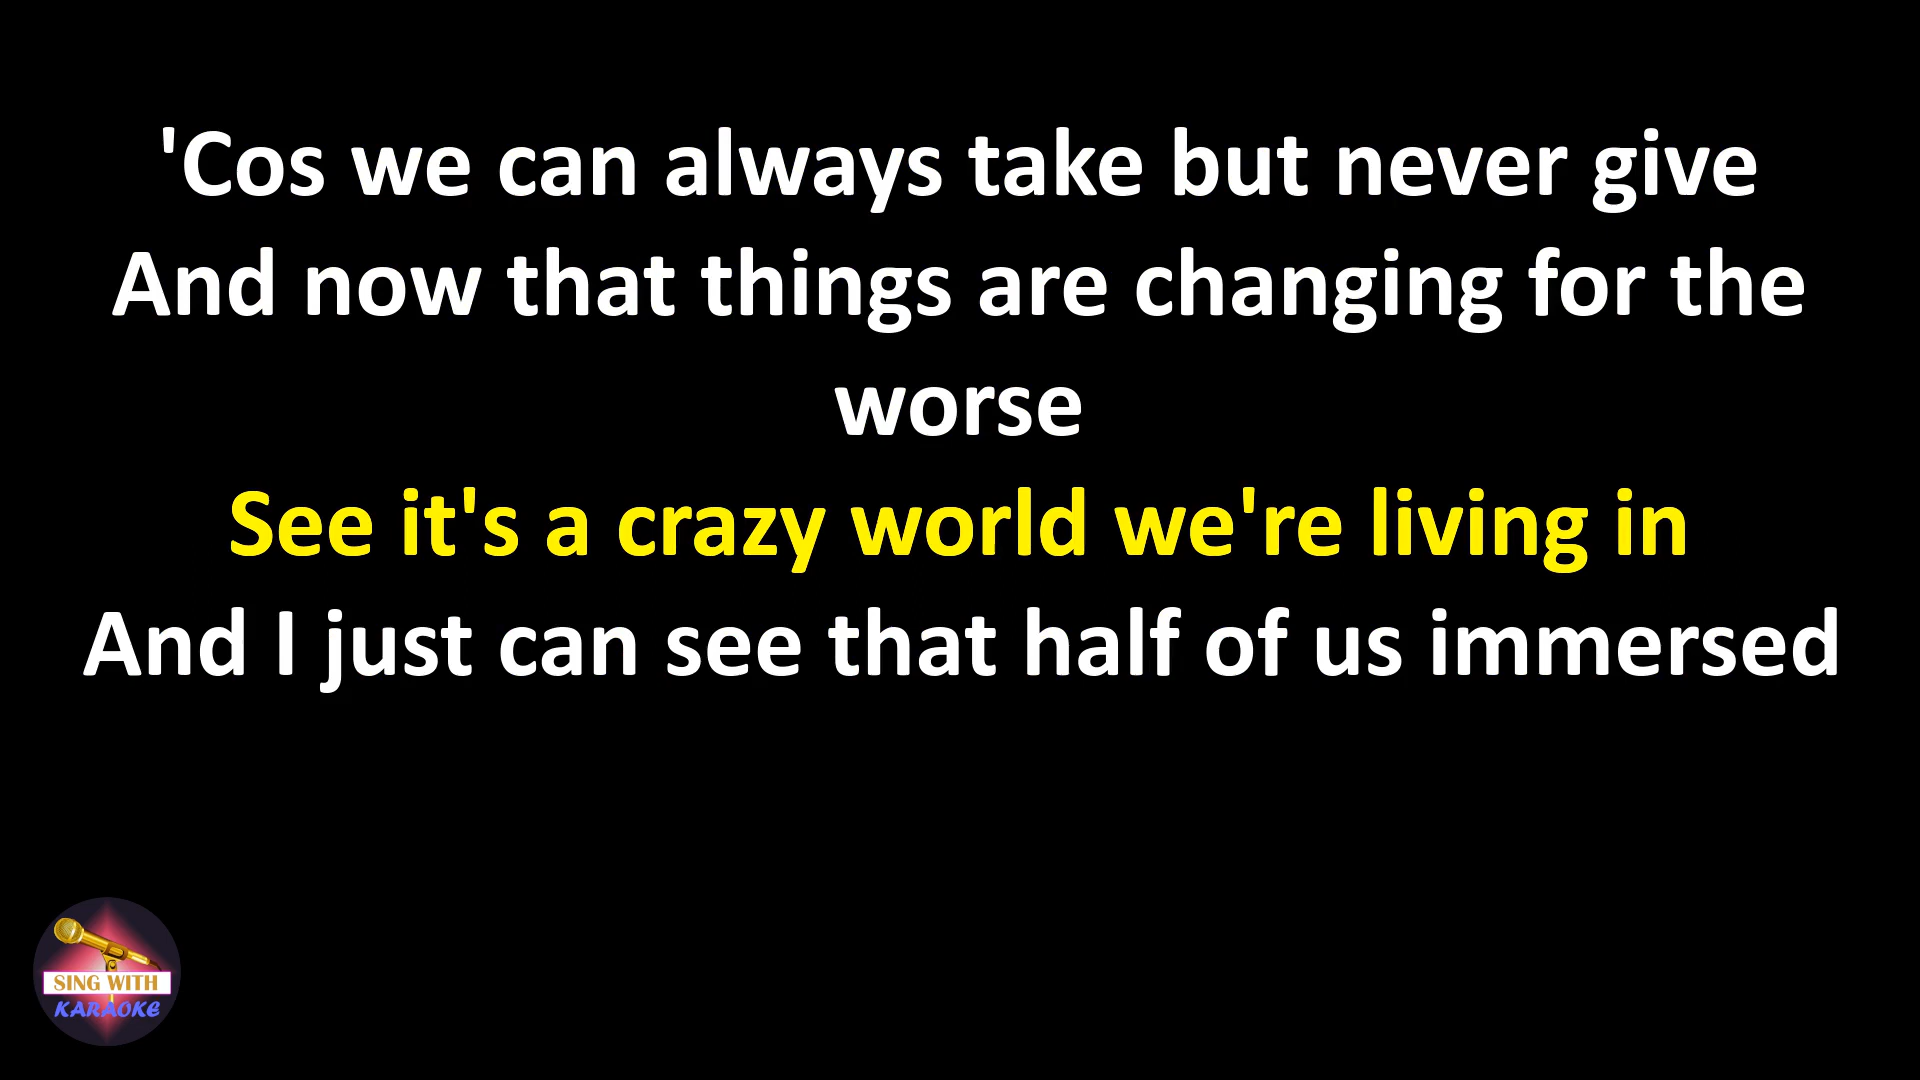 'Cos we can always take but never give
And now that things are changing for the
worse
See it's a crazy world we're living in
And I just can see that half of us immersed
SING WITH
KARAOKE